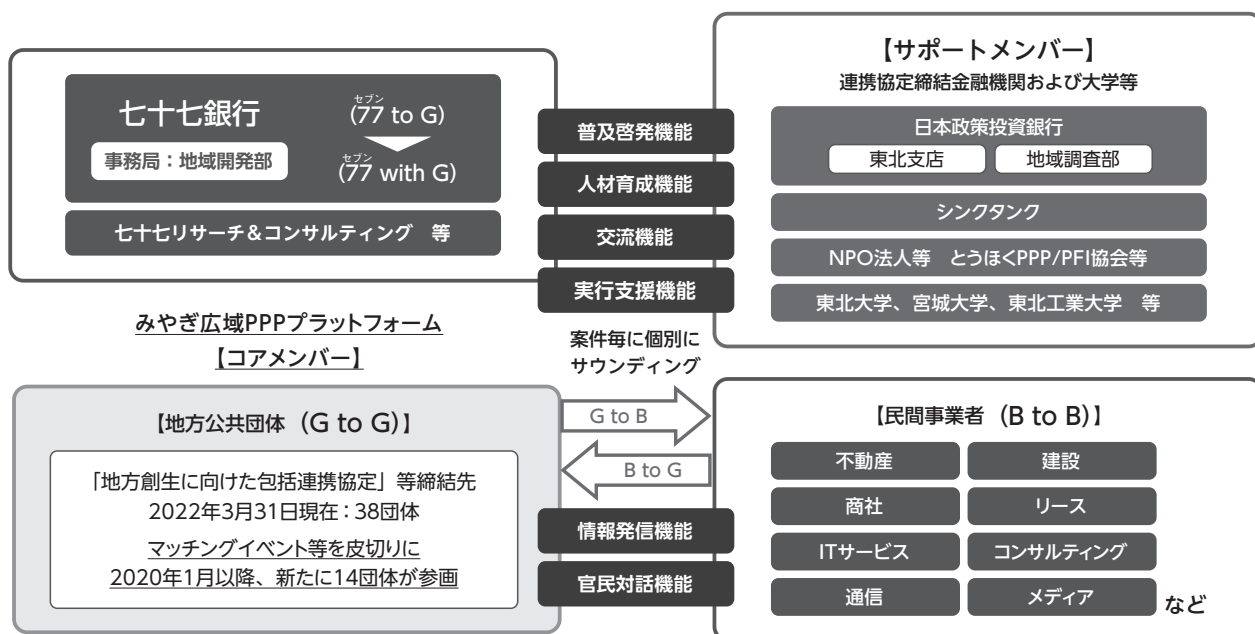 七十七銀行
事務局：地域開発部
セブン
(77 to G)
セブン
(77 with G)
七十七リサーチ＆コンサルティング　等
みやぎ広域PPPプラットフォーム
【コアメンバー】
普及啓発機能
人材育成機能
交流機能
実行支援機能
【サポートメンバー】
連携協定締結金融機関および大学等
日本政策投資銀行
東北支店
地域調査部
シンクタンク
NPO法人等　とうほくPPP/PFI協会等
東北大学、宮城大学、東北工業大学　等
案件毎に個別に
サウンディング
G to B
B to G
情報発信機能
官民対話機能
【地方公共団体（G to G）】
「地方創生に向けた包括連携協定」等締結先
2022年3月31日現在：38団体
マッチングイベント等を皮切りに
2020年1月以降、新たに14団体が参画
【民間事業者（B to B）】
不動産
建設
商社
リース
ITサービス
コンサルティング
通信
メディア
など